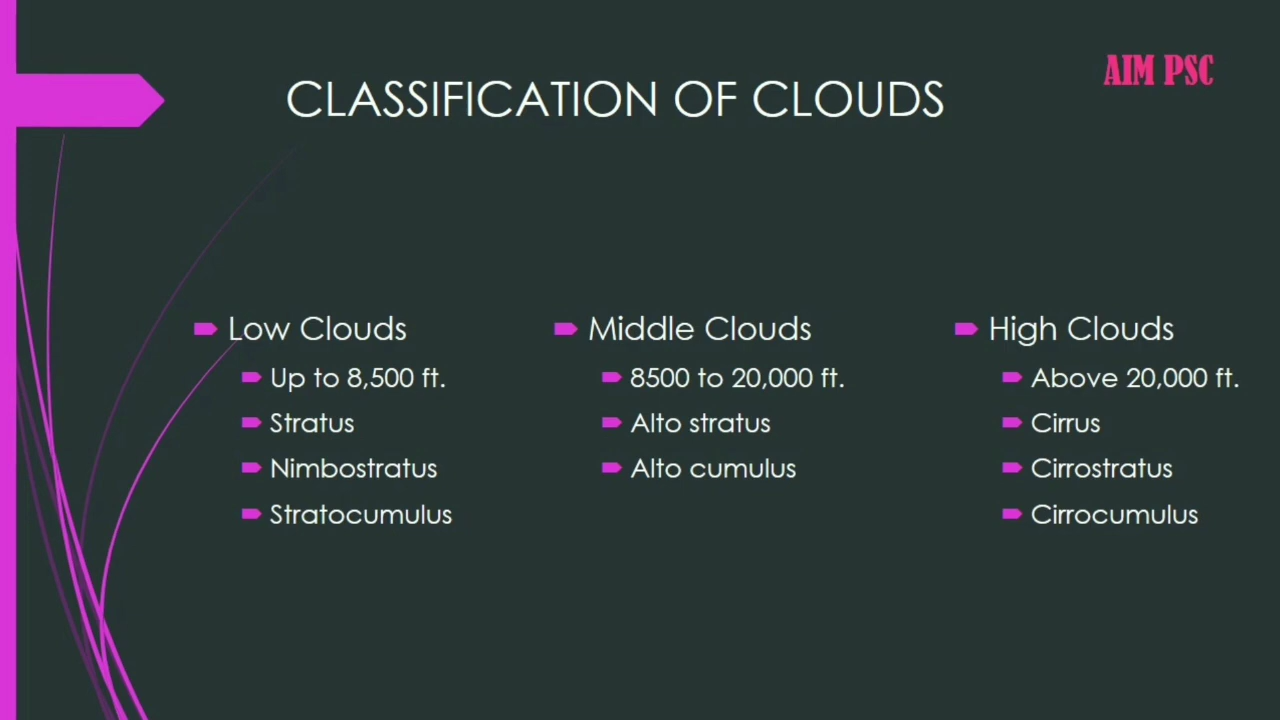 AIM PSC
CLASSIFICATION OF CLOUDS
Low Clouds
Up to 8,500 ft.
Stratus
Nimbostratus
Stratocumulus
Middle Clouds
8500 to 20,000 ft.
Alto stratus
Alto cumulus
High Clouds
Above 20,000 ft.
Cirrus
Cirrostratus
Cirrocumulus